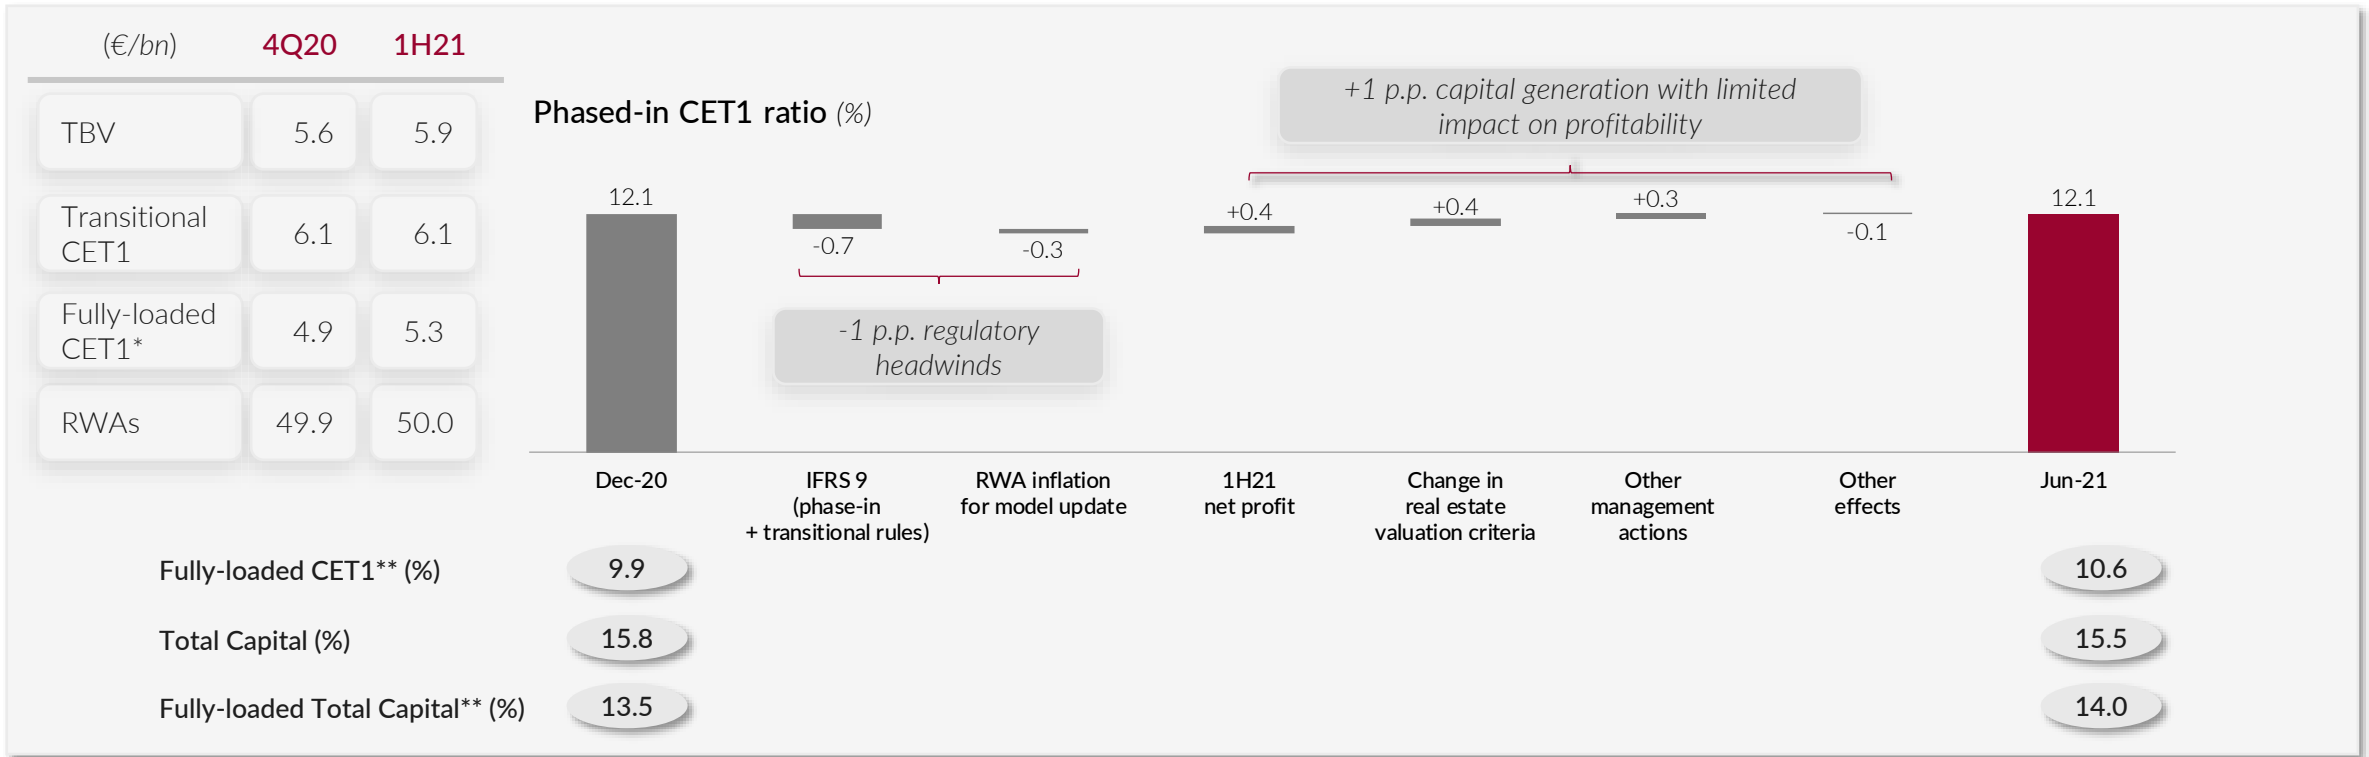 (€/bn) 4Q20 1H21
TBV 5.6 5.9
Transitional
CET1 6.1 6.1
Fully-loaded
CET1* 4.9 5.3
RWAs 49.9 50.0
Phased-in CET1 ratio (%)
+1 p.p. capital generation with limited
impact on profitability
12.1
-0.7
-0.3
+0.4
+0.4
+0.3
-0.1
12.1
-1 p.p. regulatory
headwinds
Dec-20
IFRS 9
(phase-in
+ transitional rules)
RWA inflation
for model update
1H21
net profit
Change in
real estate
valuation criteria
Other
management
actions
Other
effects
Jun-21
Fully-loaded CET1** (%) 9.9 10.6
Total Capital (%) 15.8 15.5
Fully-loaded Total Capital** (%) 13.5 14.0